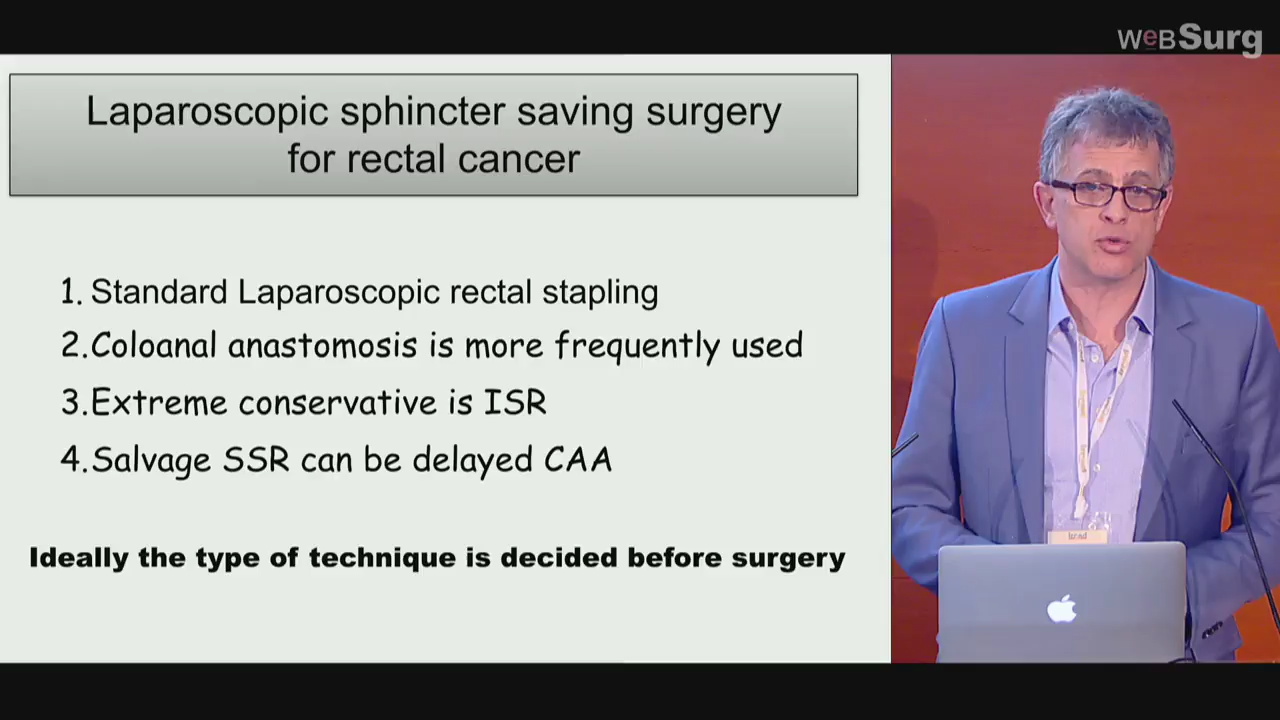 WeBSurg
Laparoscopic sphincter saving surgery
for rectal cancer
1. Standard Laparoscopic rectal stapling
2.Coloanal anastomosis is more frequently used
3.Extreme conservative is ISR
4.Salvage SSR can be delayed CAA
Ideally the type of technique is decided before surgery